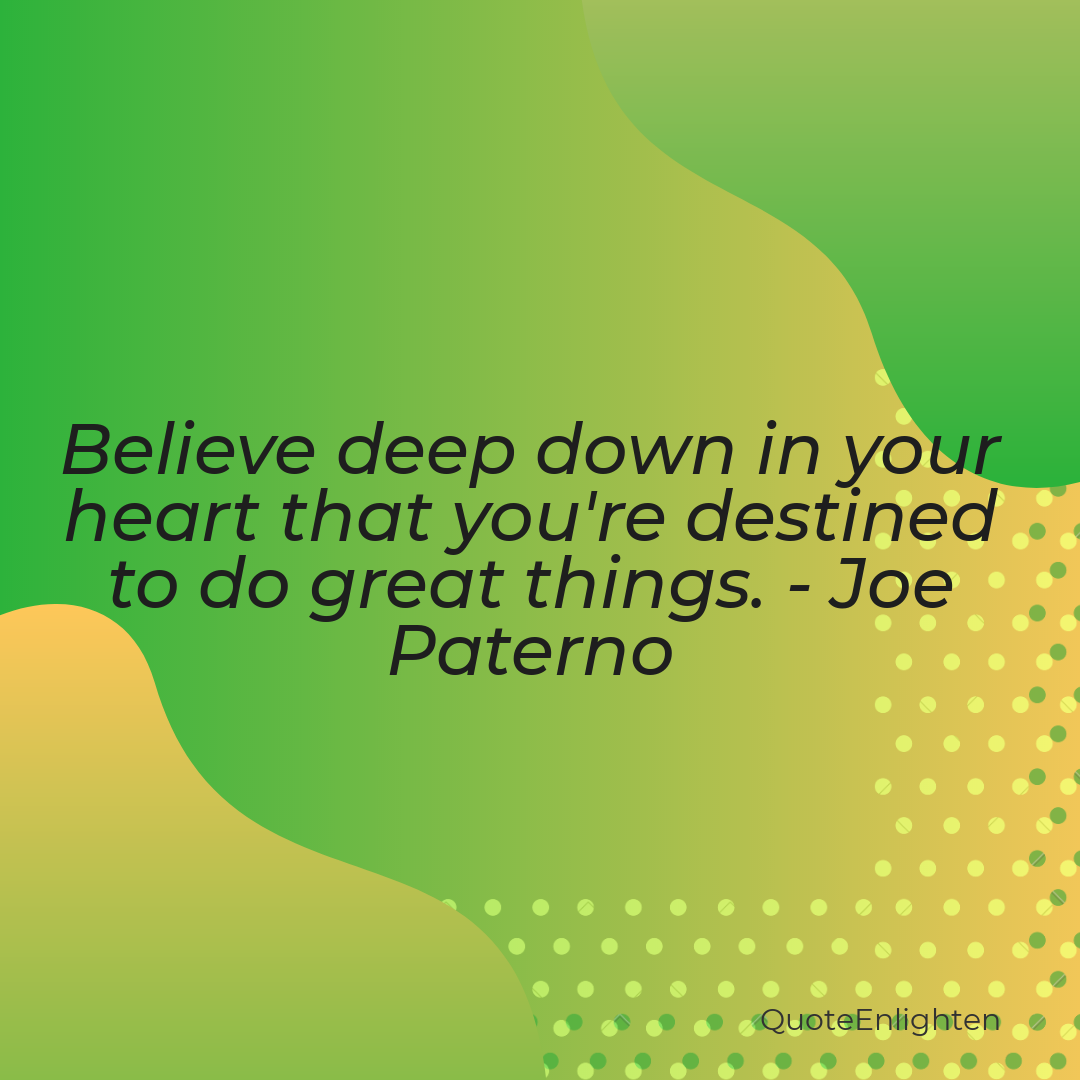 Believe deep down in your
heart that you're destined
to do great things. - Joe
Paterno
QuoteEnlighten